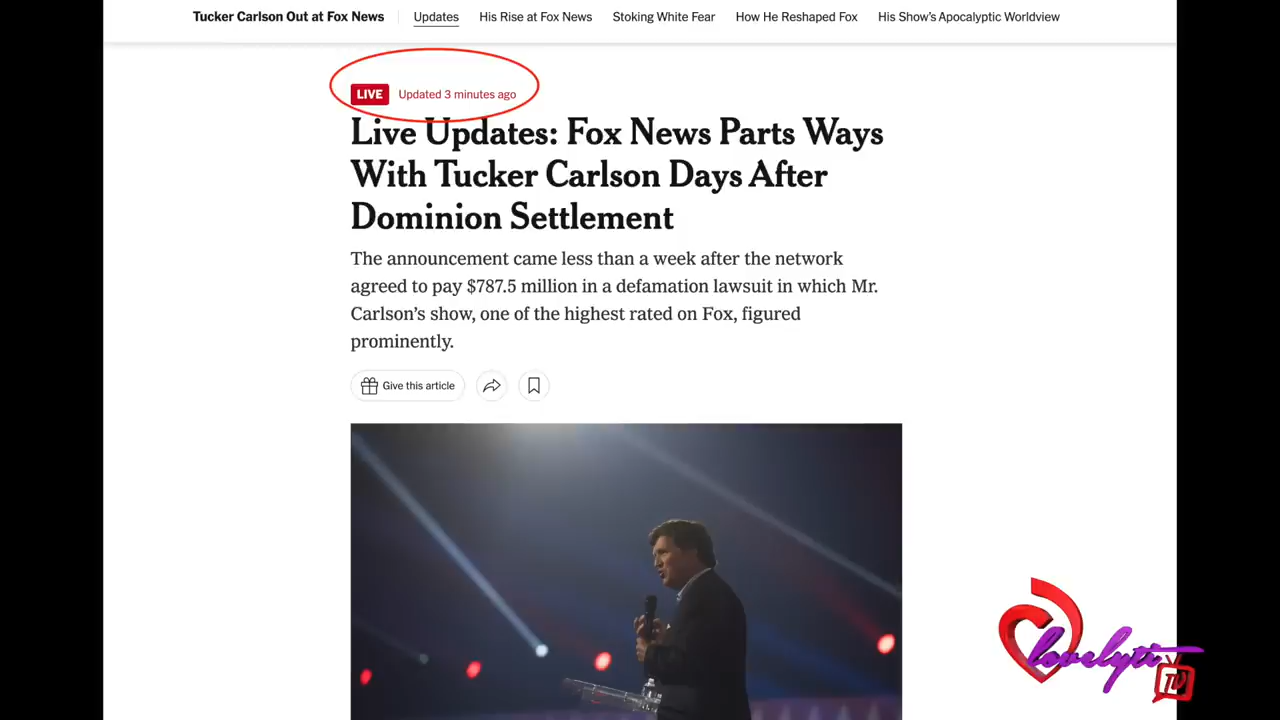 Tucker Carlson Out at Fox News Updates His Rise at Fox News Stoking White Fear How He Reshaped Fox His Show's Apocalyptic Worldview
LIVE Updated 3 minutes ago
Live Updates: Fox News Parts Ways
With Tucker Carlson Days After
Dominion Settlement
The announcement came less than a week after the network
agreed to pay $787.5 million in a defamation lawsuit in which Mr.
Carlson's show, one of the highest rated on Fox, figured
prominently.
Give this article
lovelyti
TV